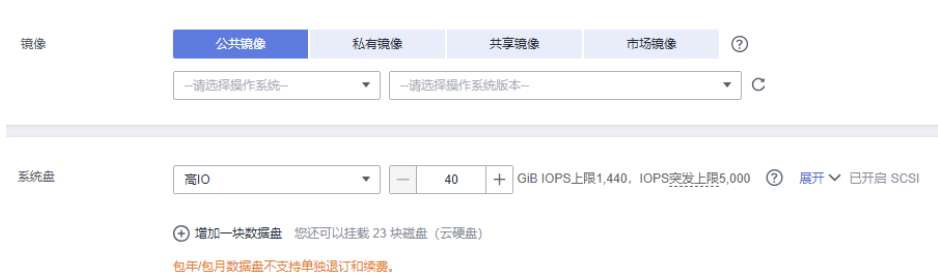 镜像 公共镜像 私有镜像 共享镜像 市场镜像 ?
--请选择操作系统-- --请选择操作系统版本--
系统盘 高IO — 40 + GiB IOPS上限1,440，IOPS突发上限5,000 ? 展开 已开启 SCSI
增加一块数据盘 您还可以挂载 23 块磁盘（云硬盘）
包年/包月数据盘不支持单独退订和续费。